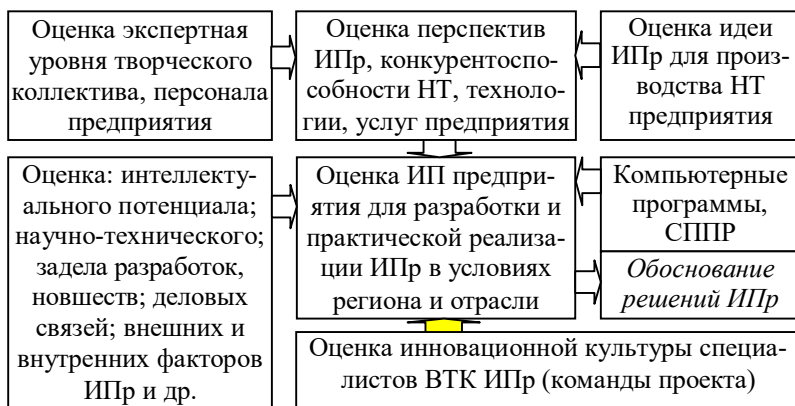 Оценка экспертная
уровня творческого
коллектива, персонала
предприятия
Оценка перспектив
ИПр, конкурентоспо-
собности НТ, техноло-
гии, услуг предприятия
Оценка идеи
ИПр для произ-
водства НТ
предприятия
Оценка: интеллекту-
ального потенциала;
научно-технического;
задела разработок,
новшеств; деловых
связей; внешних и
внутренних факторов
ИПр и др.
Оценка ИП предпри-
ятия для разработки и
практической реализа-
ции ИПр в условиях
региона и отрасли
Компьютерные
программы,
СППР
Обоснование
решений ИПр
Оценка инновационной культуры специа-
листов ВТК ИПр (команды проекта)